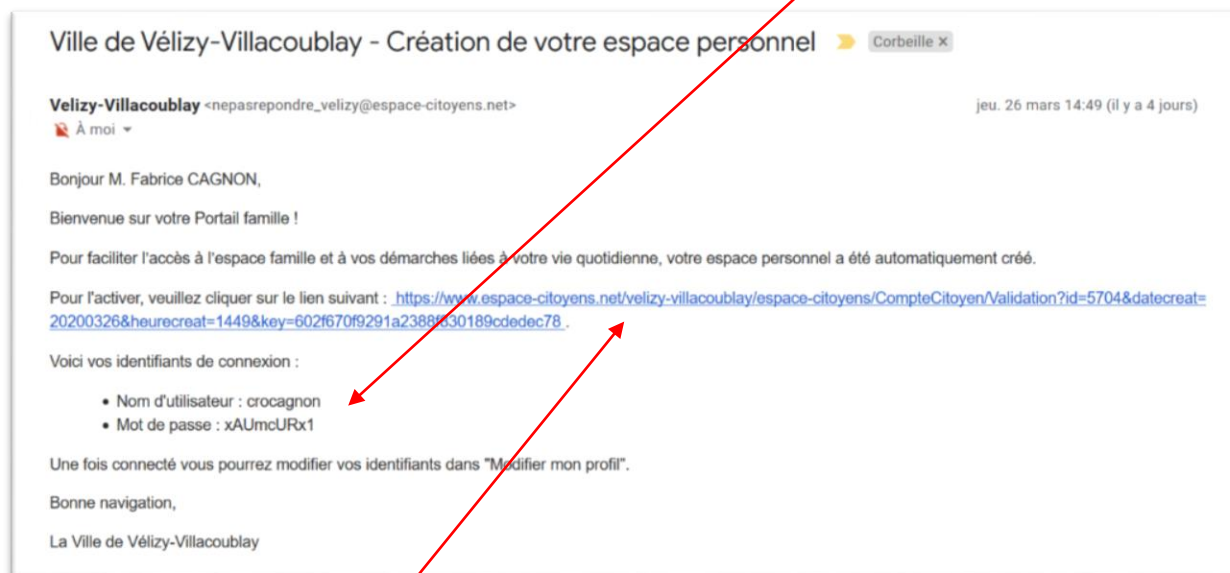 Ville de Vélizy-Villacoublay - Création de votre espace personnel Corbeille x
Velizy-Villacoublay <nepasrepondre_velizy@espace-citoyens.net> jeu. 26 mars 14:49 (il y a 4 jours)
À moi
Bonjour M. Fabrice CAGNON,
Bienvenue sur votre Portail famille !
Pour faciliter l'accès à l'espace famille et à vos démarches liées à votre vie quotidienne, votre espace personnel a été automatiquement créé.
Pour l'activer, veuillez cliquer sur le lien suivant : https://www.espace-citoyens.net/velizy-villacoublay/espace-citoyens/CompteCitoyen/Validation?id=5704&datecreat=
20200326&heurecreat=1449&key=602f670f9291a2388f830189cdedec78 .
Voici vos identifiants de connexion :
• Nom d'utilisateur : crocagnon
• Mot de passe : xAUmcURx1
Une fois connecté vous pourrez modifier vos identifiants dans "Modifier mon profil".
Bonne navigation,
La Ville de Vélizy-Villacoublay